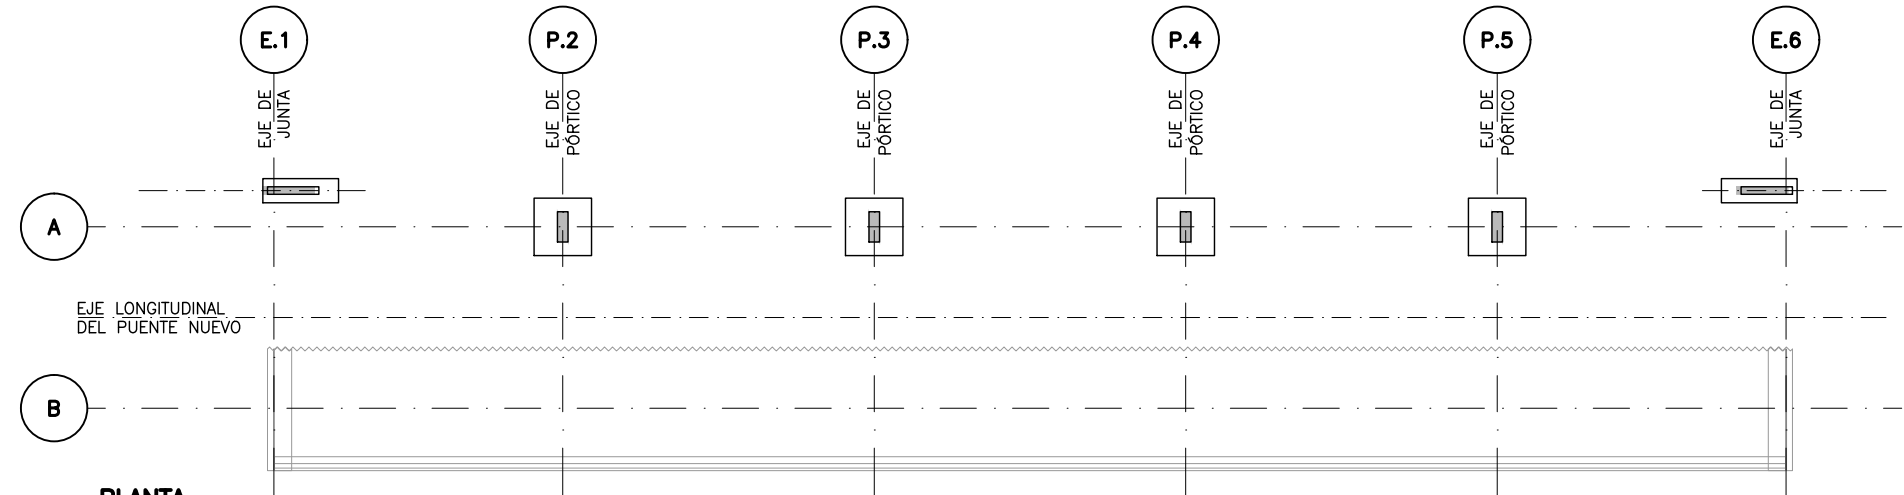 E.1
P.2
P.3
P.4
P.5
E.6
EJE DE
JUNTA
EJE DE
PÓRTICO
EJE DE
PÓRTICO
EJE DE
PÓRTICO
EJE DE
PÓRTICO
EJE DE
JUNTA
A
EJE LONGITUDINAL
DEL PUENTE NUEVO
B
PLANTA